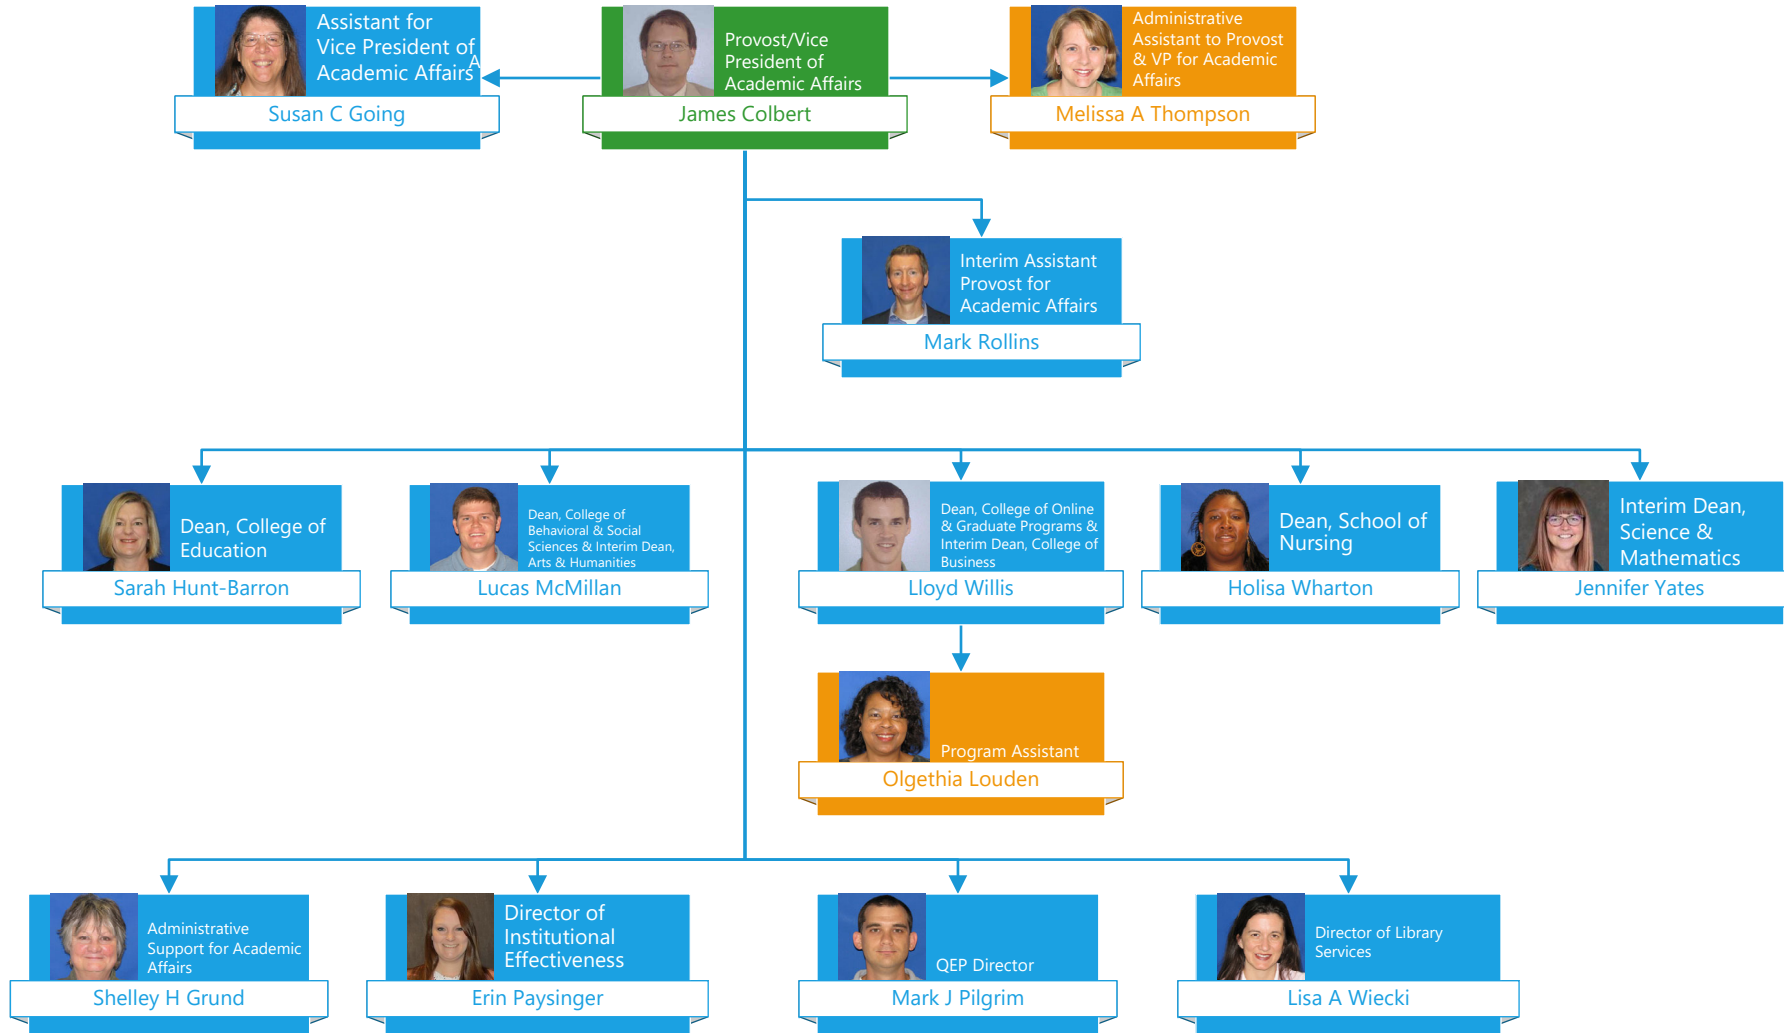 Assistant for
Vice President of
A
Academic Affairs
Susan C Going
Provost/Vice
President of
Academic Affairs
James Colbert
Administrative
Assistant to Provost
& VP for Academic
Affairs
Melissa A Thompson
Interim Assistant
Provost for
Academic Affairs
Mark Rollins
Dean, College of
Education
Sarah Hunt-Barron
Dean, College of
Behavioral & Social
Sciences & Interim Dean,
Arts & Humanities
Lucas McMillan
Dean, College of Online
& Graduate Programs &
Interim Dean, College of
Business
Lloyd Willis
Dean, School of
Nursing
Holisa Wharton
Interim Dean,
Science &
Mathematics
Jennifer Yates
Program Assistant
Olgethia Louden
Administrative
Support for Academic
Affairs
Shelley H Grund
Director of
Institutional
Effectiveness
Erin Paysinger
QEP Director
Mark J Pilgrim
Director of Library
Services
Lisa A Wiecki